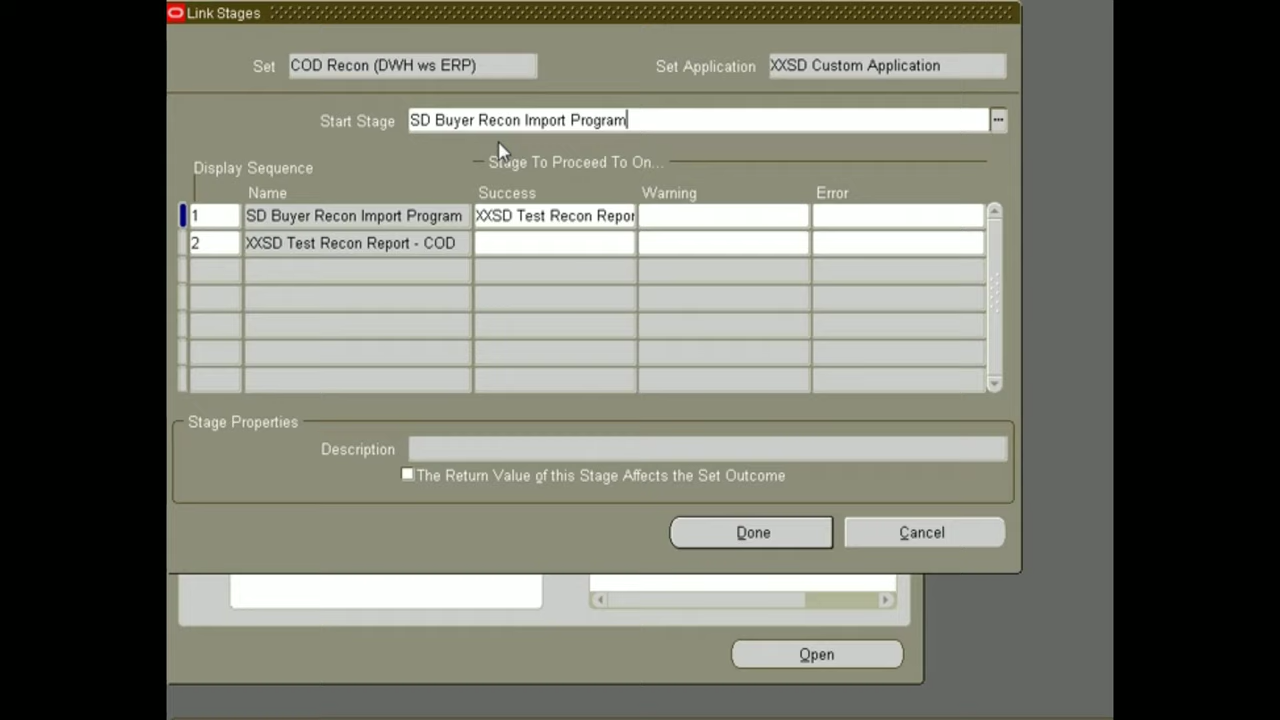 Link Stages
Set COD Recon (DWH ws ERP) Set Application XXSD Custom Application
Start Stage SD Buyer Recon Import Program ...
Display Sequence Stage To Proceed To On...
Name Success Warning Error
1 SD Buyer Recon Import Program XXSD Test Recon Repor
2 XXSD Test Recon Report - COD
Stage Properties
Description
The Return Value of this Stage Affects the Set Outcome
Done Cancel
Open